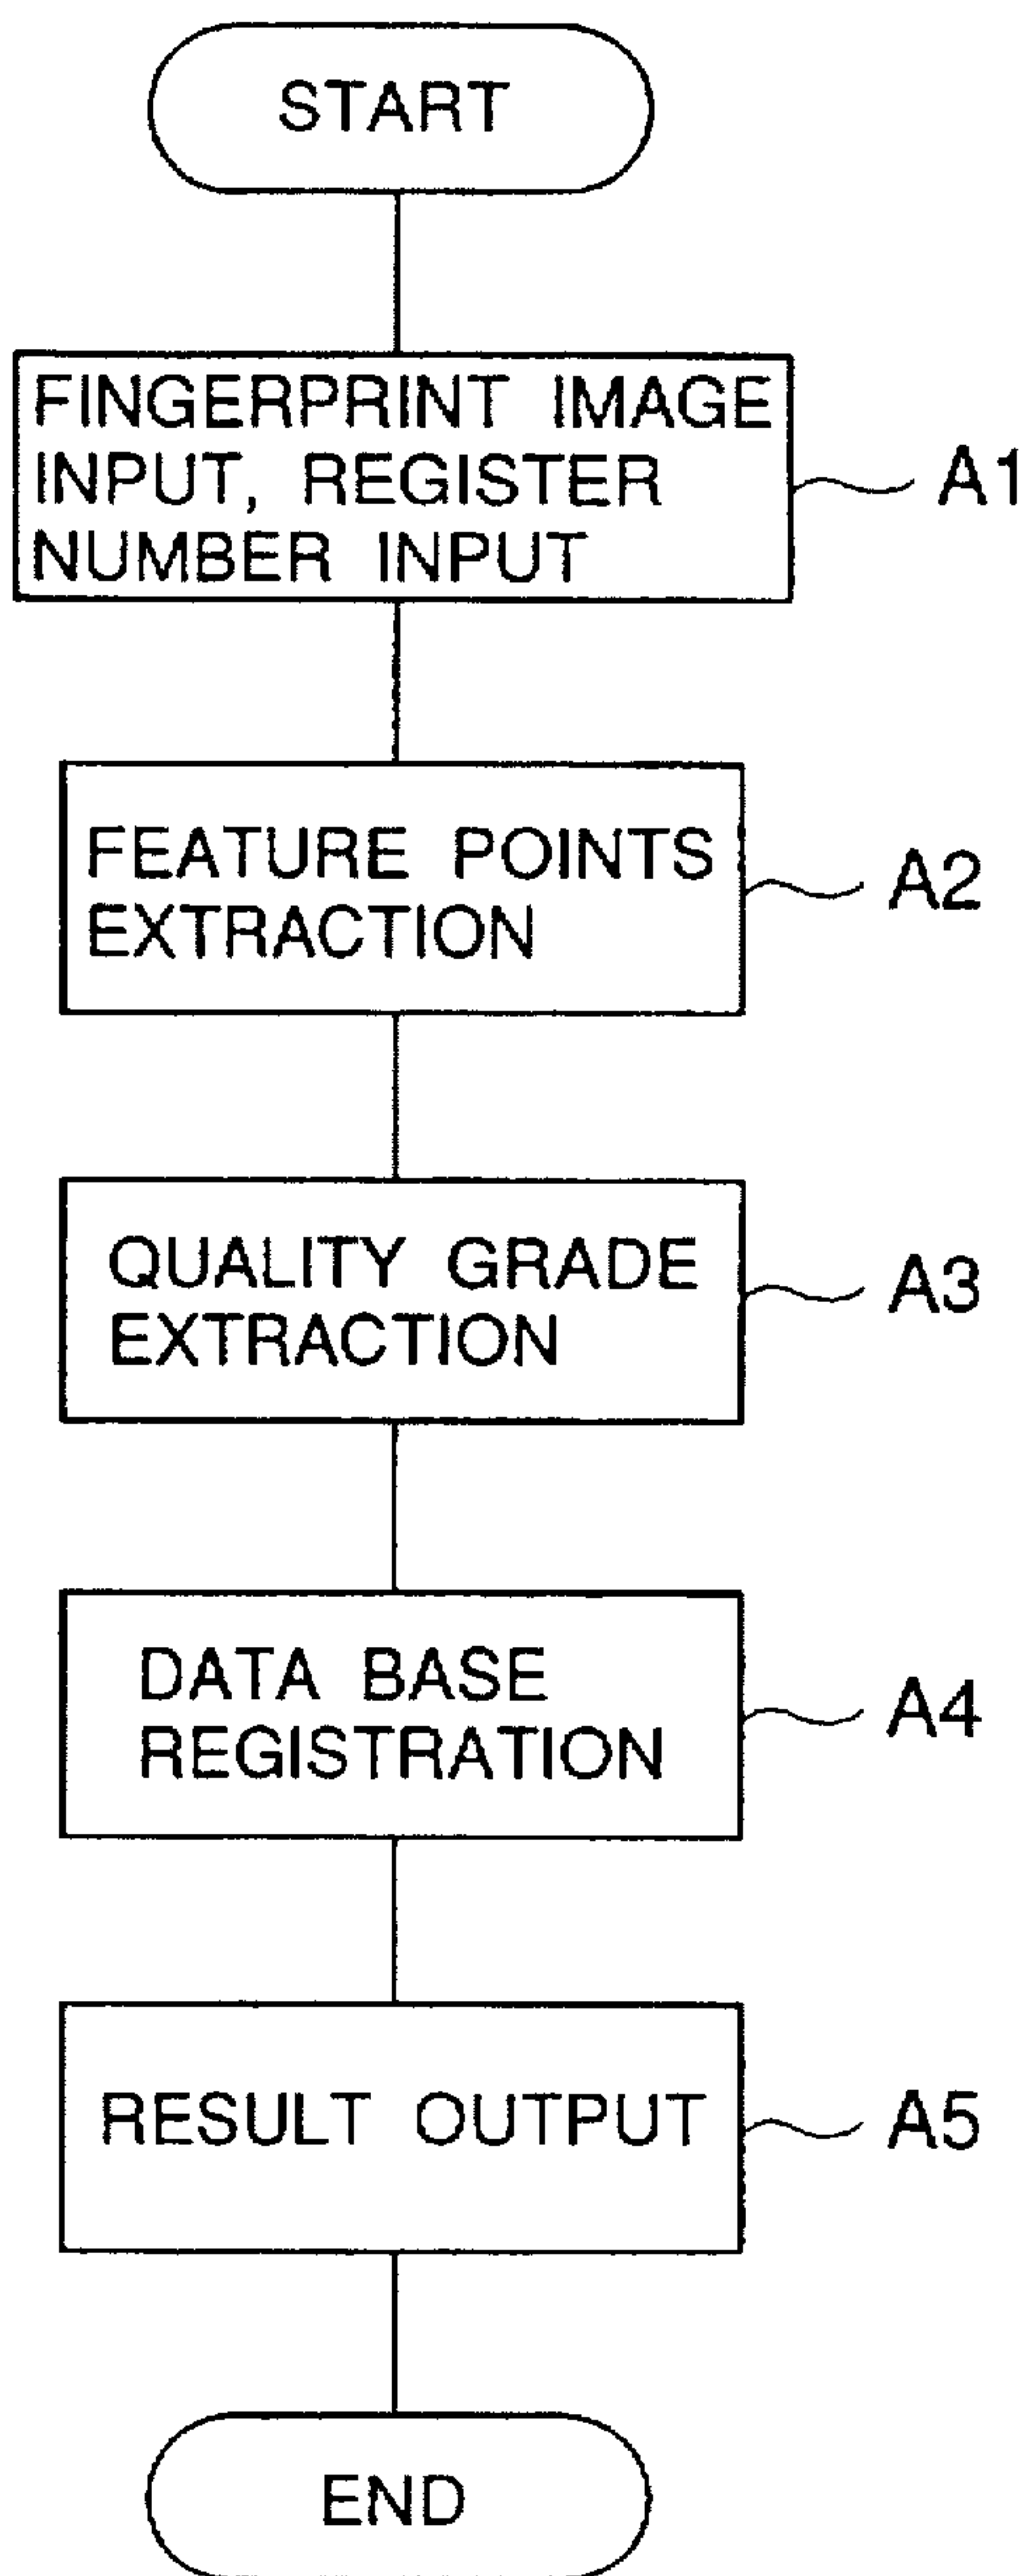 START
FINGERPRINT IMAGE
INPUT, REGISTER
NUMBER INPUT
A1
FEATURE POINTS
EXTRACTION
A2
QUALITY GRADE
EXTRACTION
A3
DATA BASE
REGISTRATION
A4
RESULT OUTPUT
A5
END